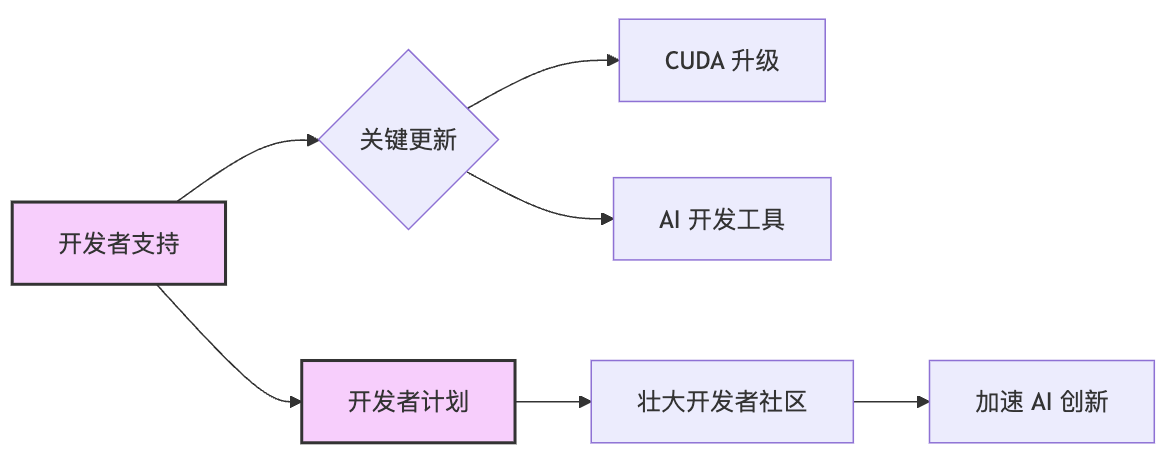 CUDA 升级
关键更新
AI 开发工具
开发者支持
开发者计划
壮大开发者社区
加速 AI 创新